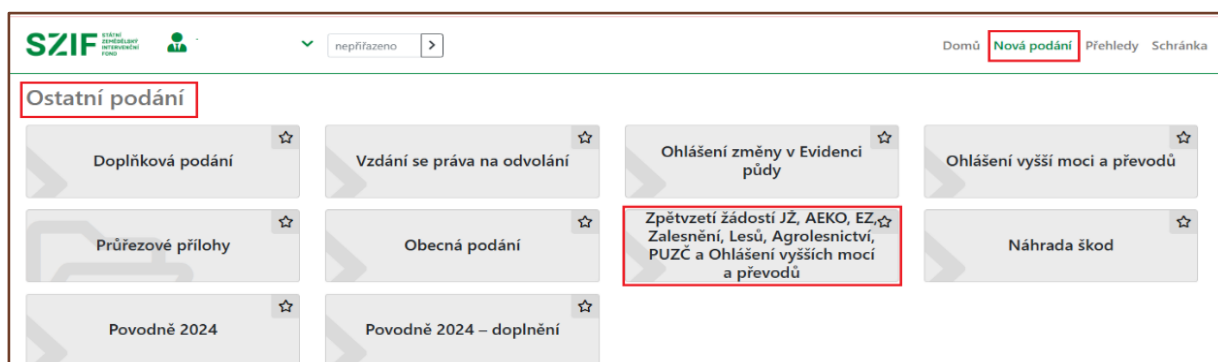 SZIF STÁTNÍ ZEMĚDĚLSKÝ INTERVENČNÍ FOND
nepřiřazeno
Domů Nová podání Přehledy Schránka
Ostatní podání
Doplňková podání
Vzdání se práva na odvolání
Ohlášení změny v Evidenci
půdy
Ohlášení vyšší moci a převodů
Průřezové přílohy
Obecná podání
Zpětvzetí žádostí JŽ, AEKO, EZ,
Zalesnění, Lesů, Agrolesnictví,
PUZČ a Ohlášení vyšších mocí
a převodů
Náhrada škod
Povodně 2024
Povodně 2024 – doplnění